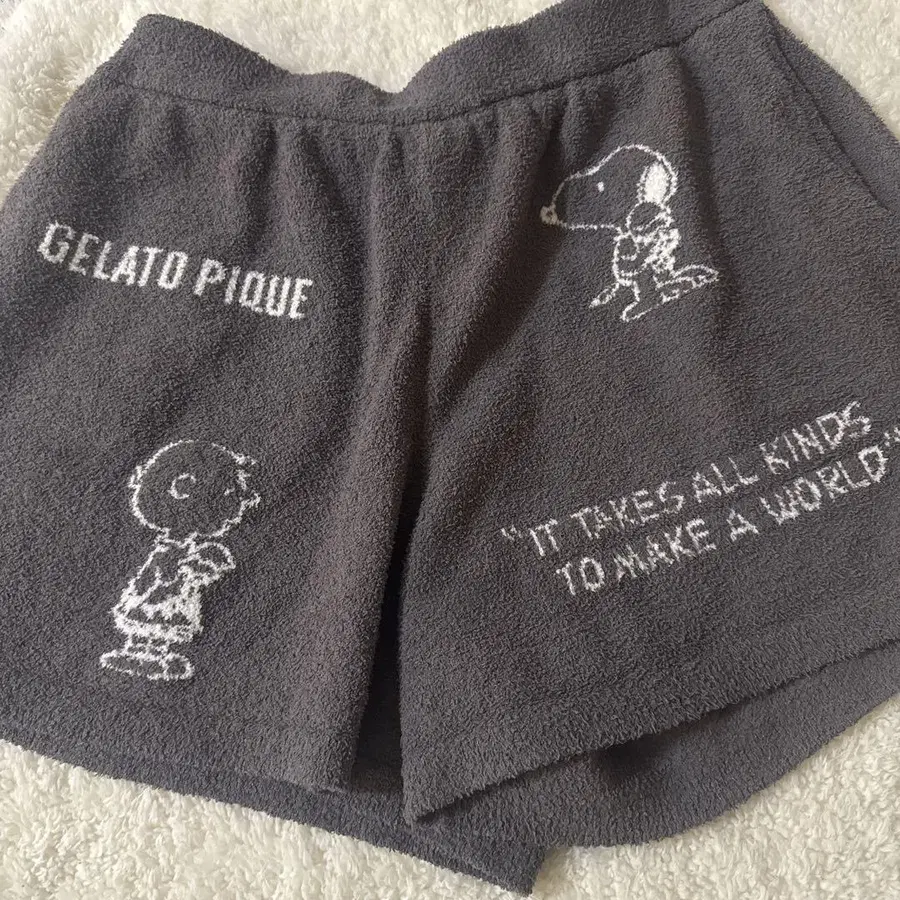 GELATO PIQUE
"IT TAKES ALL KINDS
TO MAKE A WORLD"